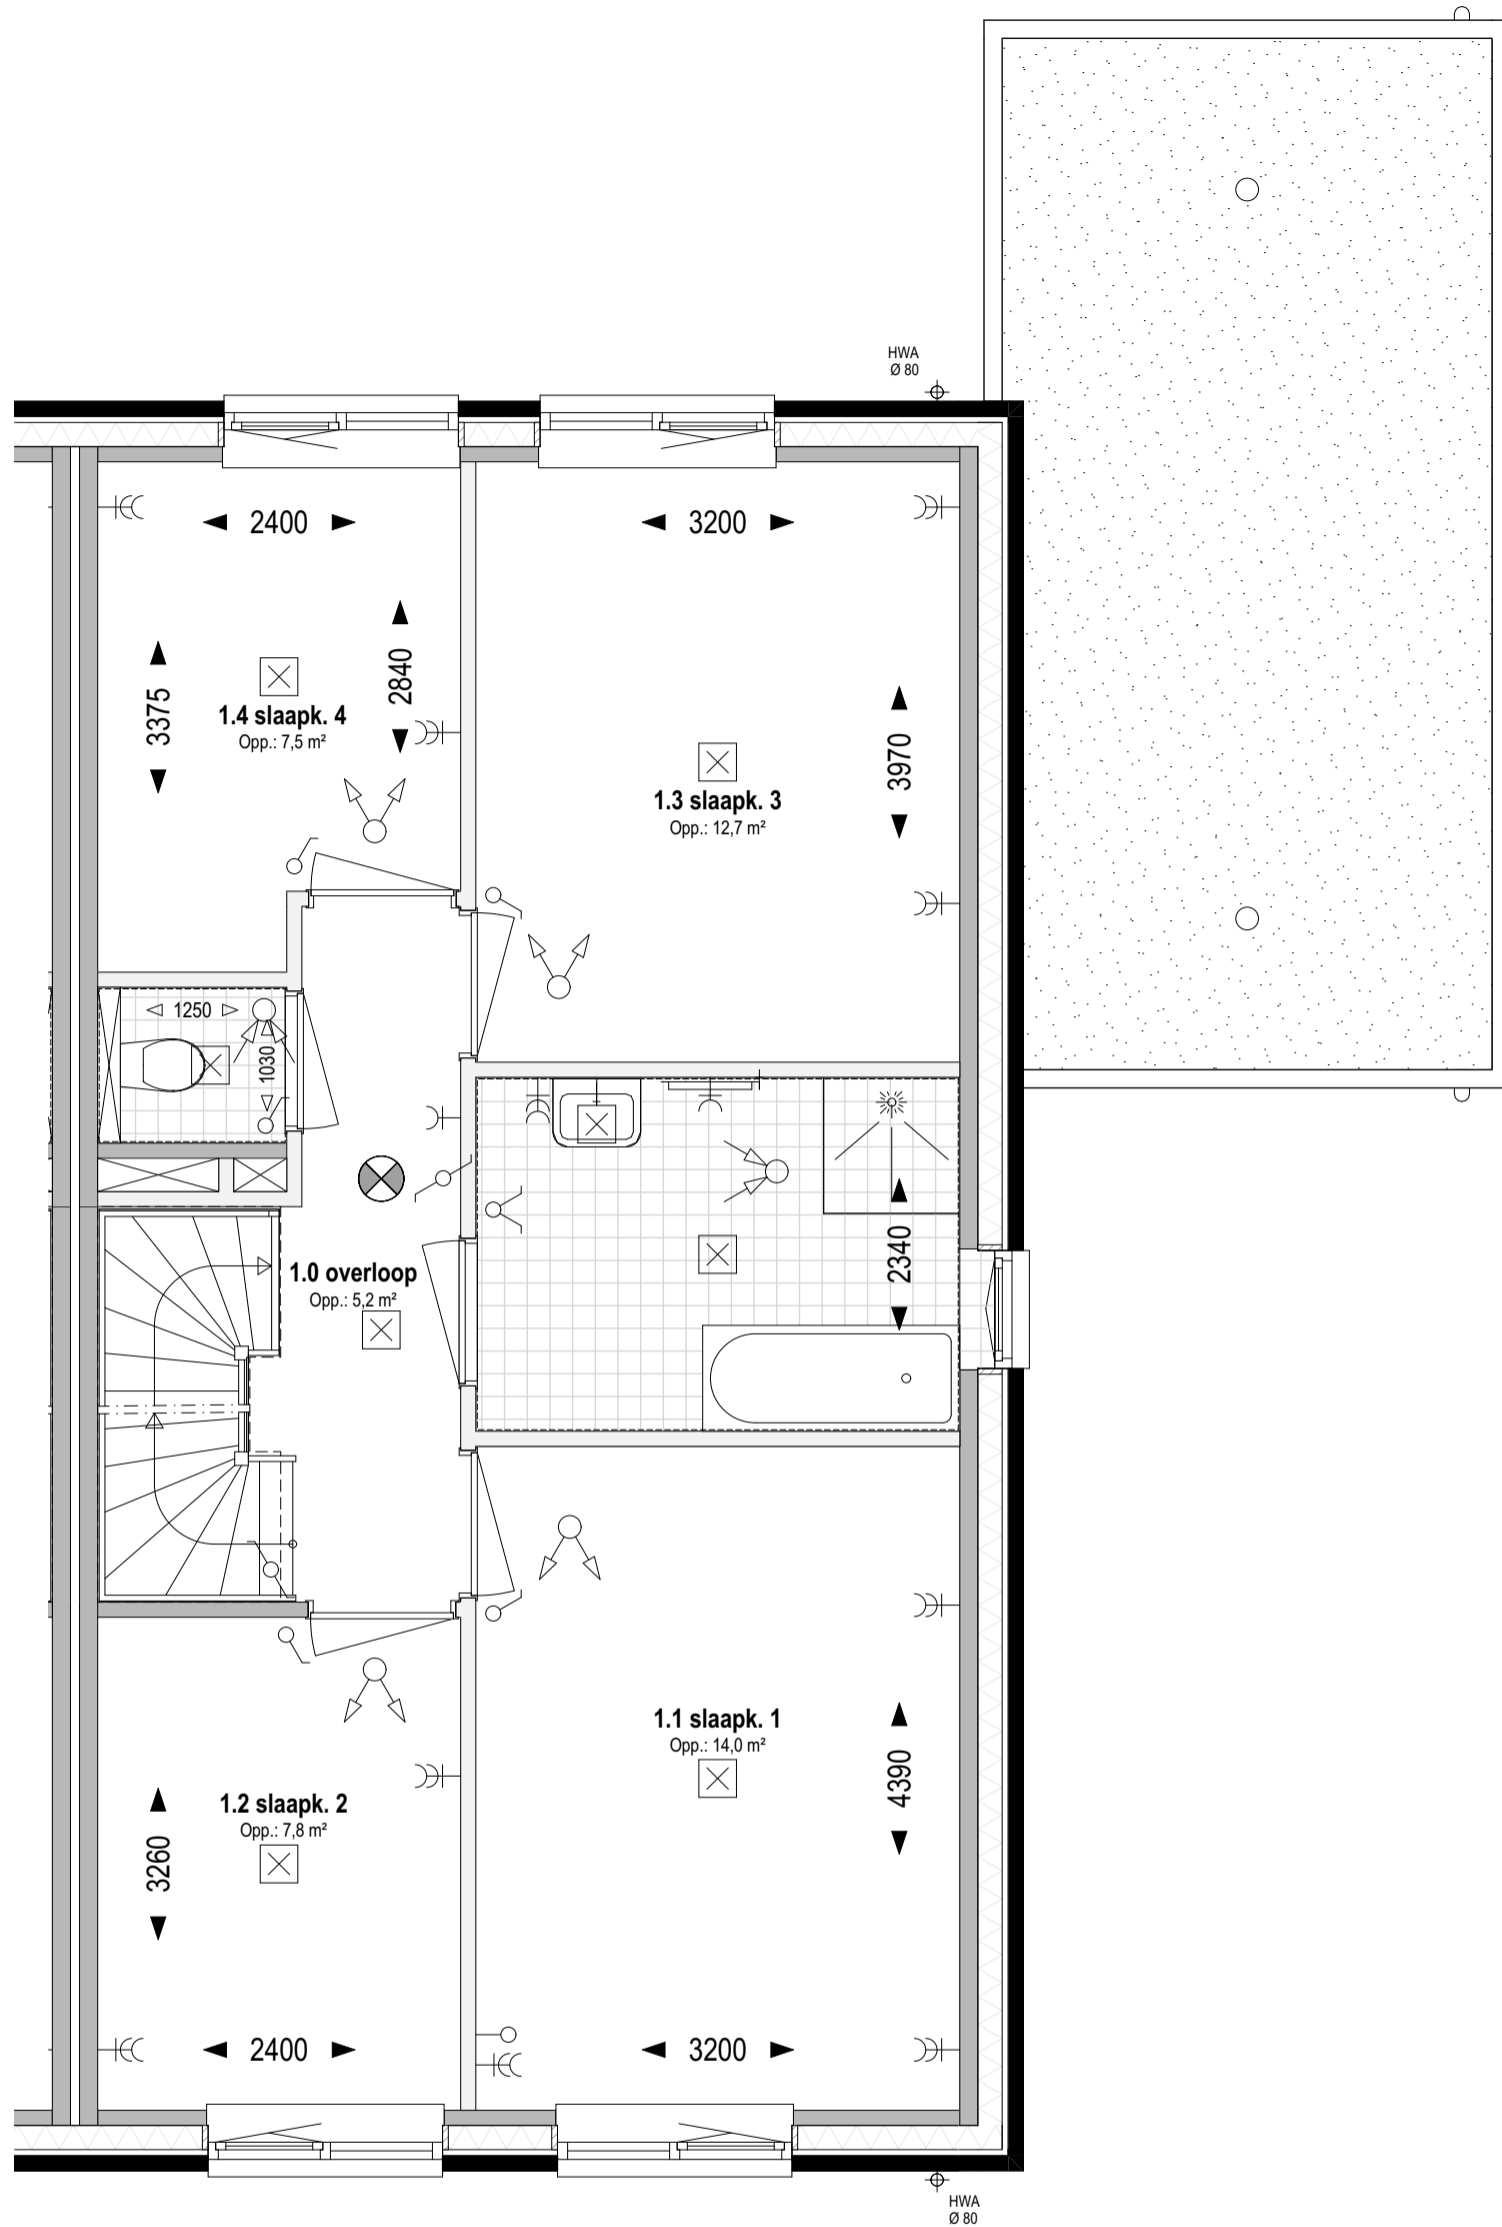 HWA
Ø 80
2400
3200
3375
2840
1.4 slaapk. 4
Opp.: 7,5 m²
3970
1.3 slaapk. 3
Opp.: 12,7 m²
1250
1030
2340
1.0 overloop
Opp.: 5,2 m²
1.1 slaapk. 1
Opp.: 14,0 m²
4390
1.2 slaapk. 2
Opp.: 7,8 m²
3260
2400
3200
HWA
Ø 80